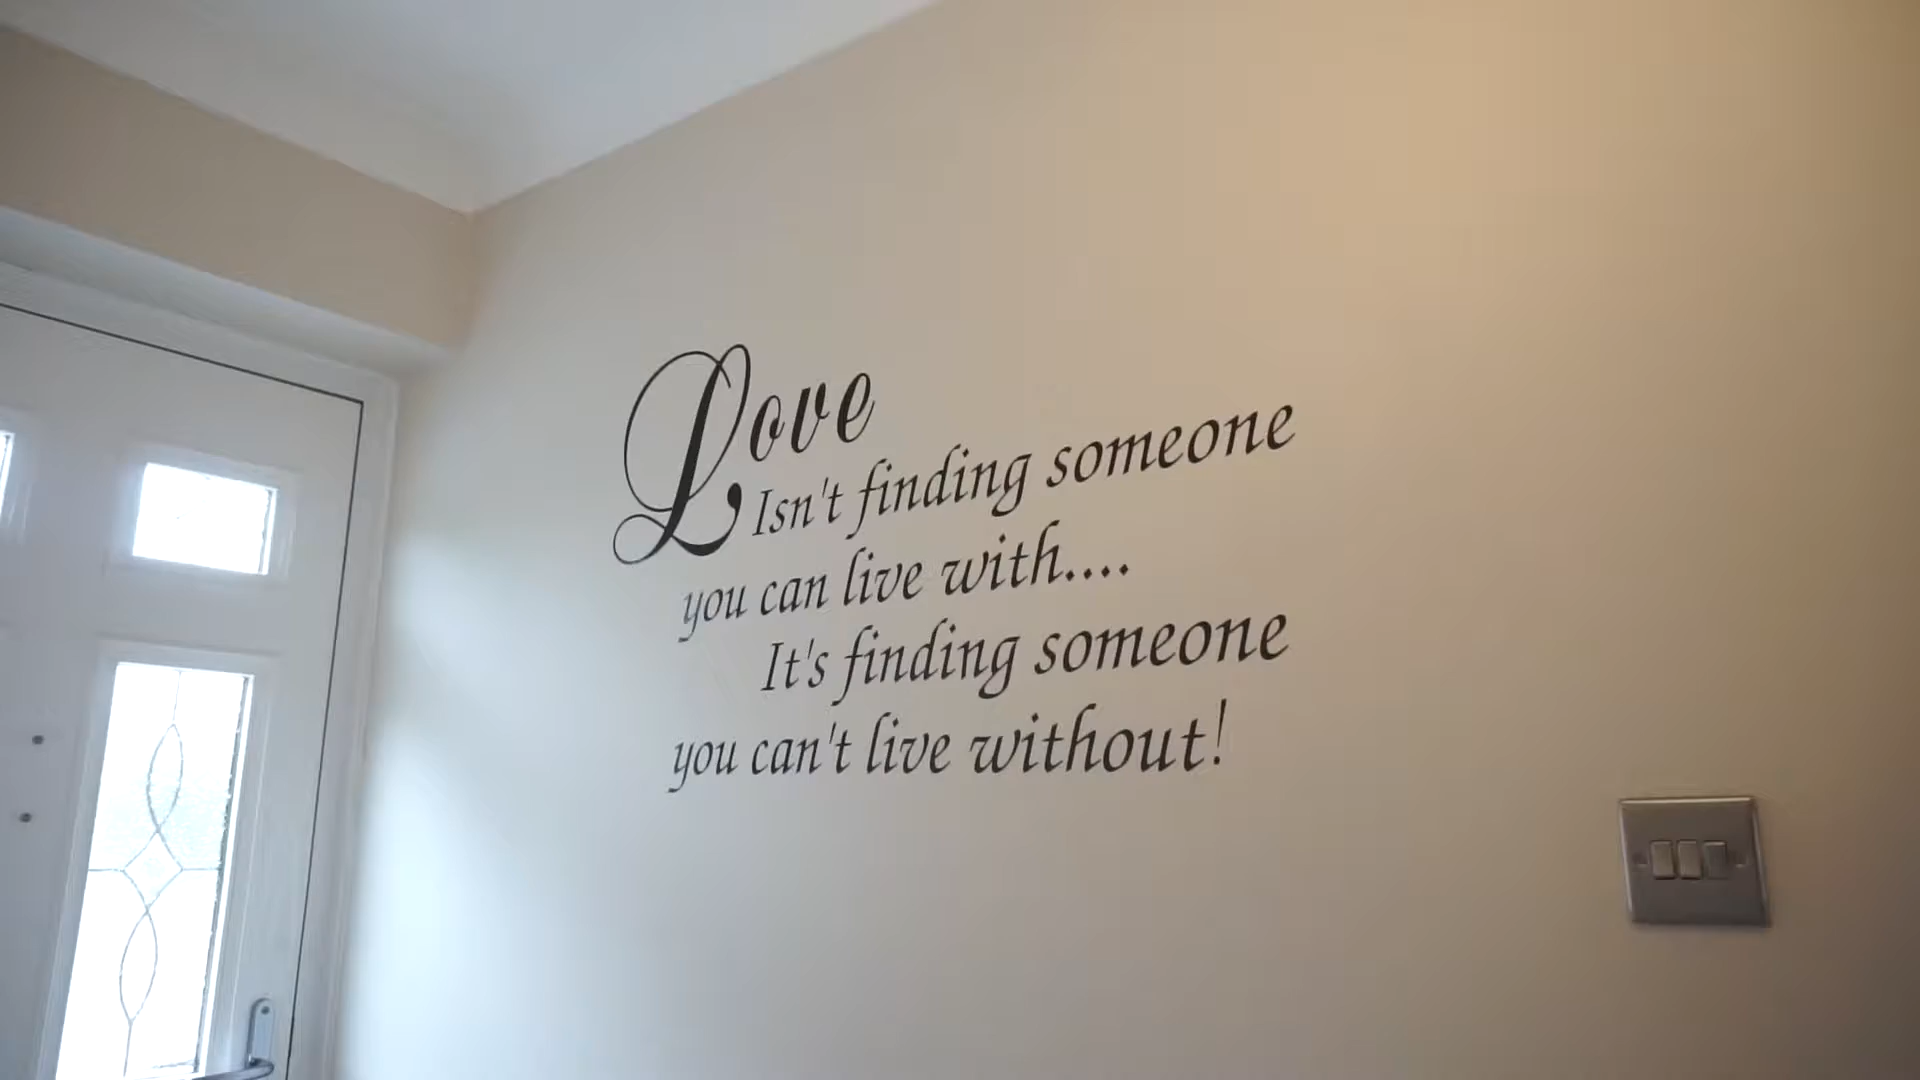 Love
Isn't finding someone
you can live with....
It's finding someone
you can't live without!